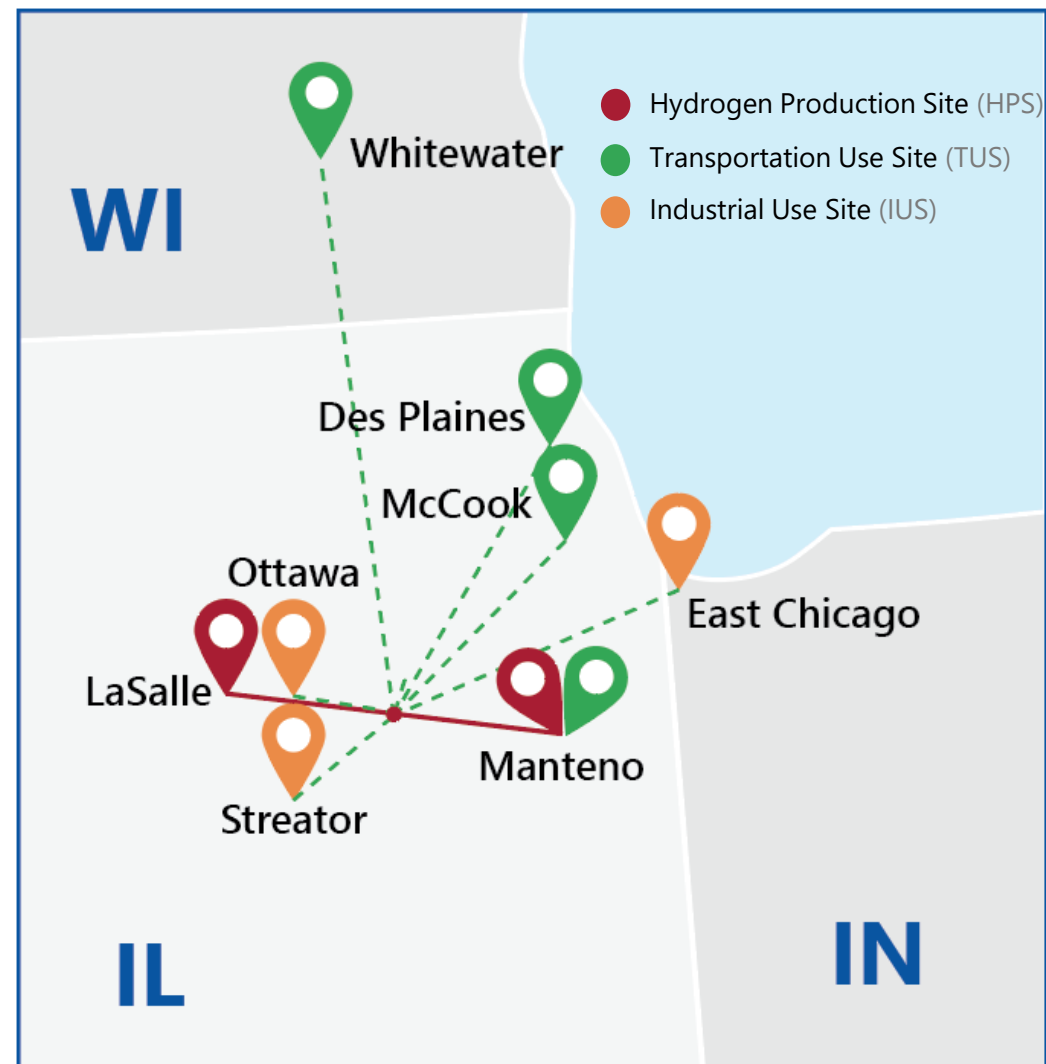 Hydrogen Production Site (HPS)
Whitewater
Transportation Use Site (TUS)
Industrial Use Site (IUS)
WI
Des Plaines
McCook
Ottawa
East Chicago
LaSalle
Manteno
Streator
IN
IL